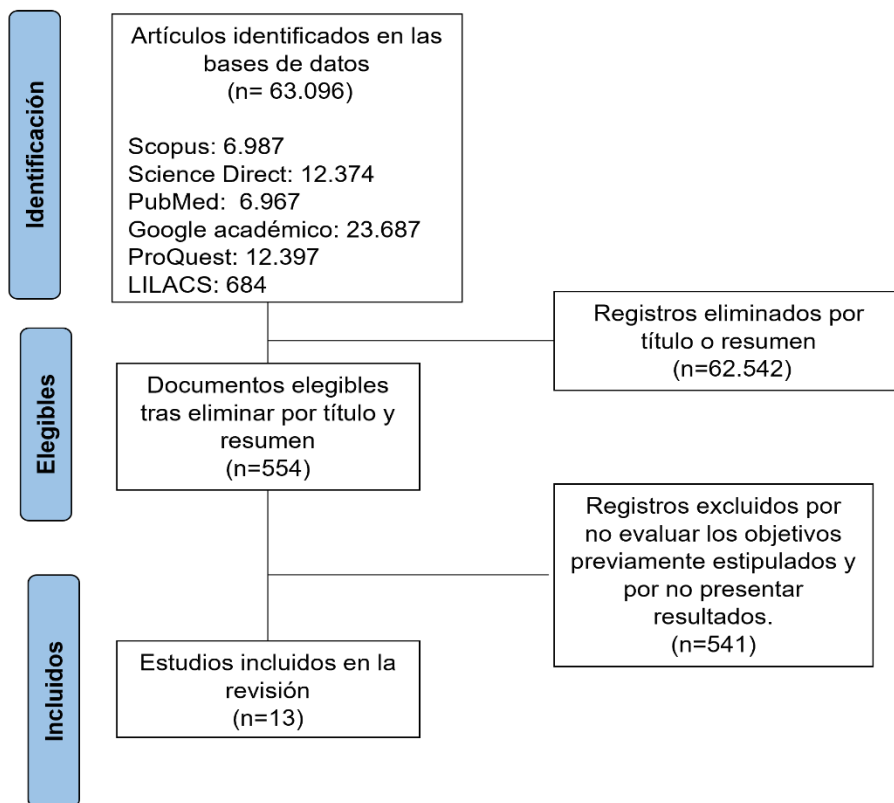 Identificación
Artículos identificados en las
bases de datos
(n= 63.096)
Scopus: 6.987
Science Direct: 12.374
PubMed:  6.967
Google académico: 23.687
ProQuest: 12.397
LILACS: 684
Registros eliminados por
título o resumen
(n=62.542)
Elegibles
Documentos elegibles
tras eliminar por título y
resumen
(n=554)
Registros excluidos por
no evaluar los objetivos
previamente estipulados y
por no presentar
resultados.
(n=541)
Incluidos
Estudios incluidos en la
revisión
(n=13)